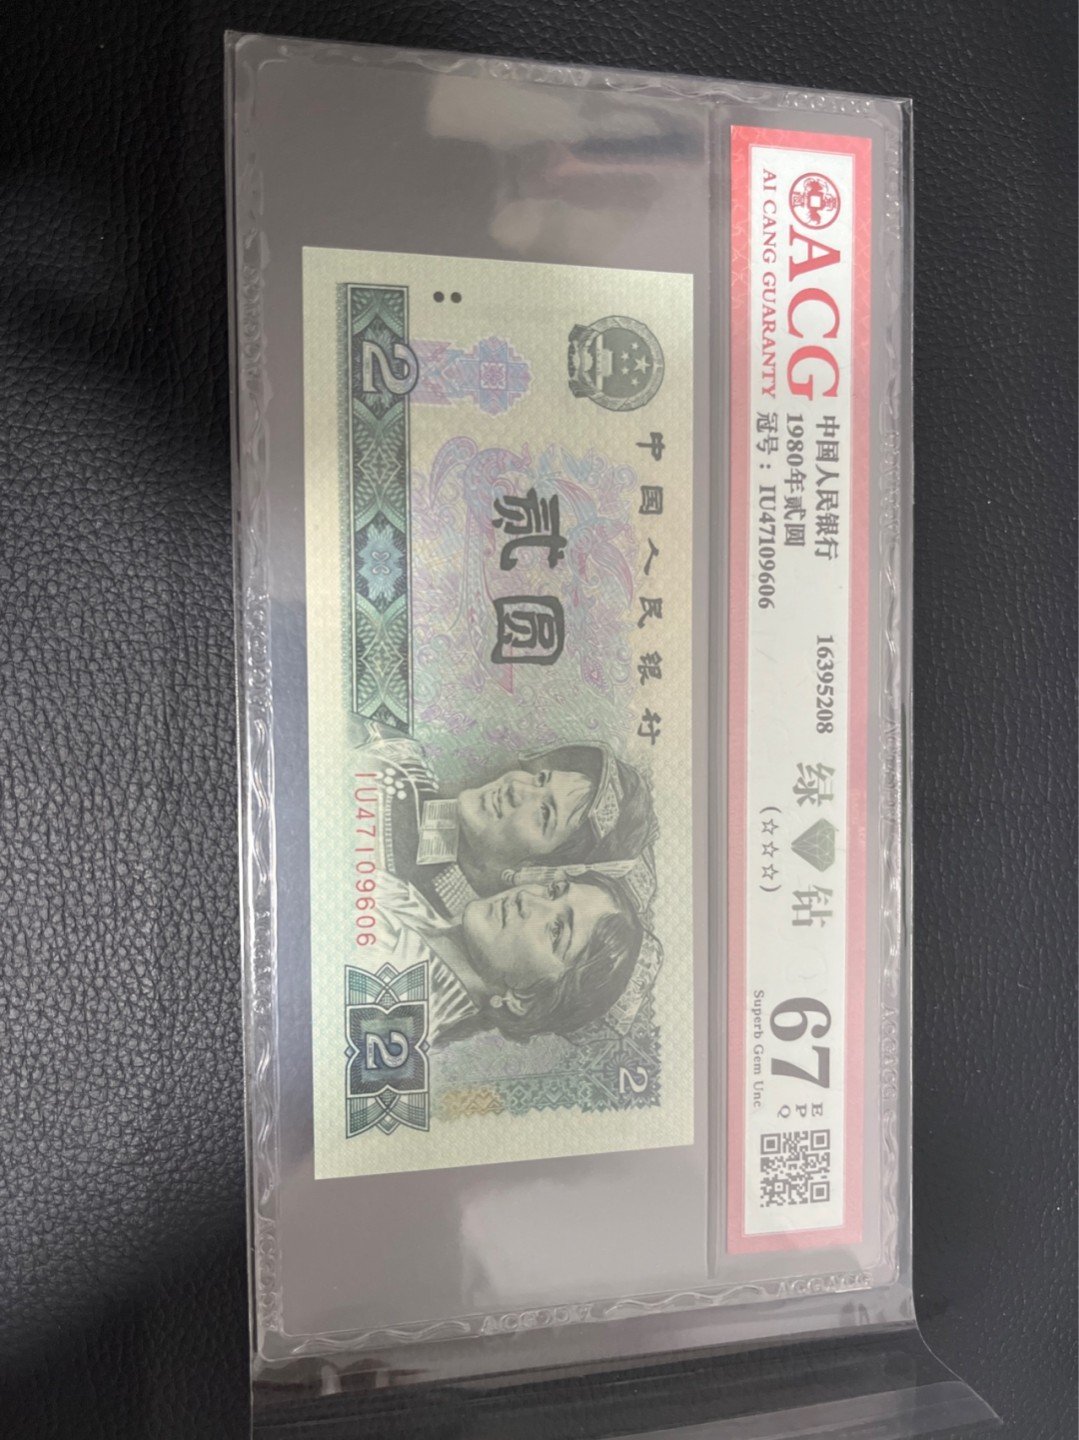 ACG
AI CANG GUARANTY
中国人民银行 16395208
1980年贰圆
冠号：IU47109606
绿 钻
(☆☆☆)
67 EPQ
Superb Gem Unc
中国人民银行
贰圆
2
2
2
IU47109606